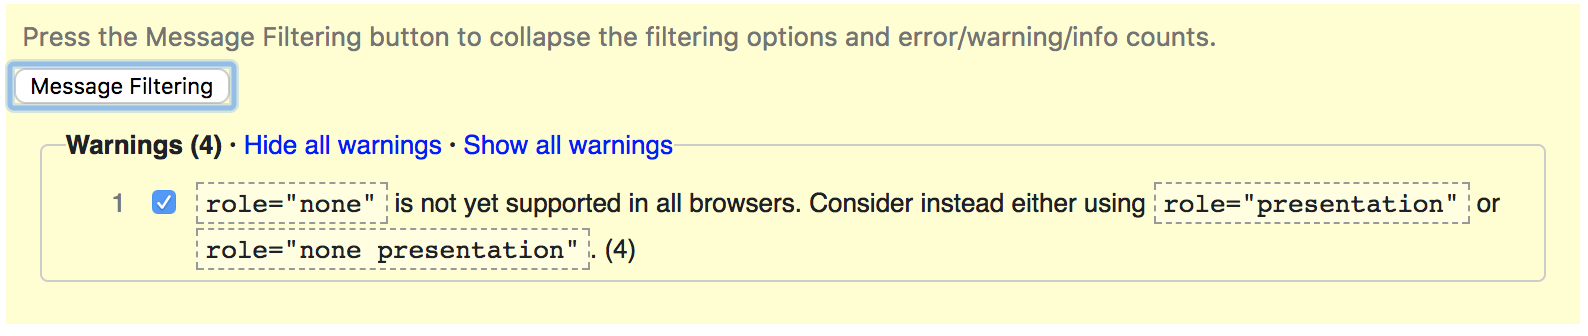 Press the Message Filtering button to collapse the filtering options and error/warning/info counts.
Message Filtering
Warnings (4) · Hide all warnings · Show all warnings
1 role="none" is not yet supported in all browsers. Consider instead either using role="presentation" or
role="none presentation". (4)